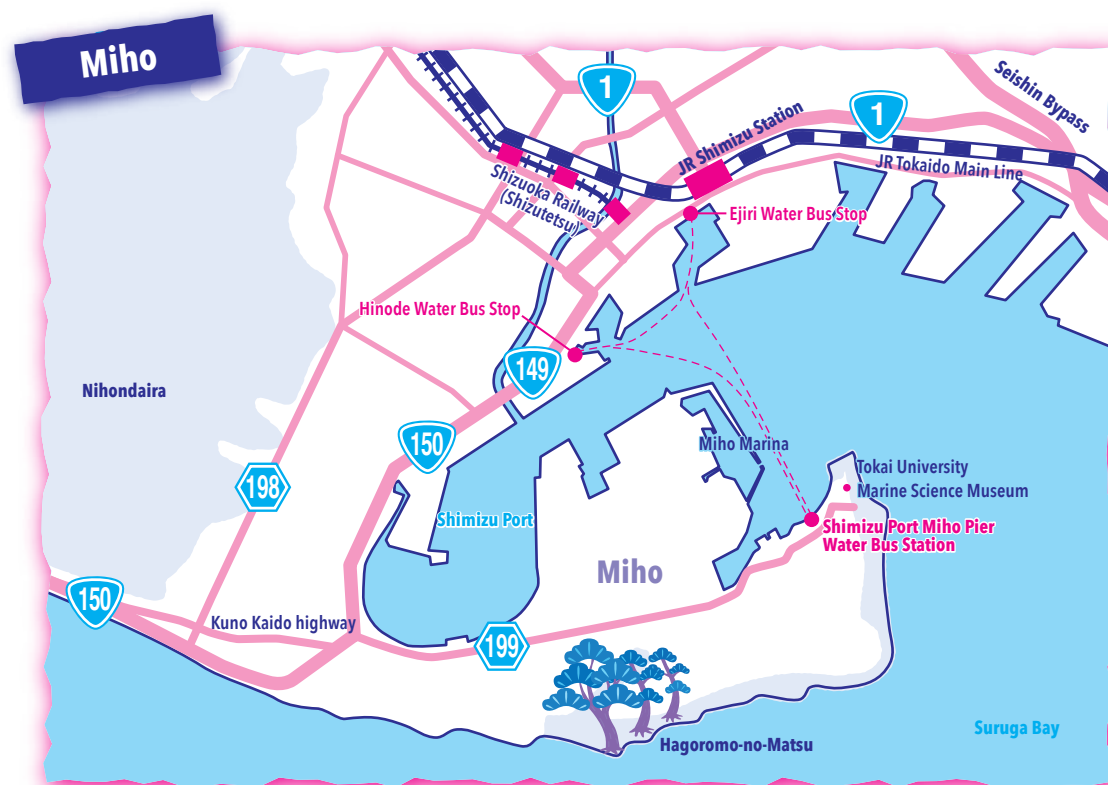 Miho
1
Seishin Bypass
1
JR Shimizu Station
JR Tokaido Main Line
Shizuoka Railway
(Shizutetsu)
Ejiri Water Bus Stop
Hinode Water Bus Stop
149
Nihondaira
150
Miho Marina
198
Tokai University
Marine Science Museum
Shimizu Port
Shimizu Port Miho Pier
Water Bus Station
Miho
150
Kuno Kaido highway
199
Suruga Bay
Hagoromo-no-Matsu